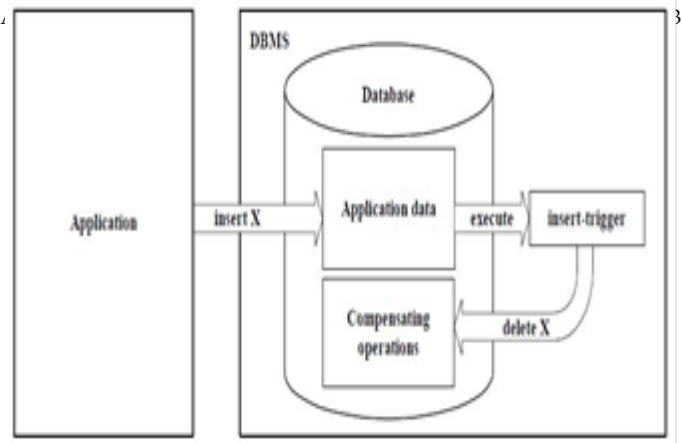 DBMS
Database
Application
insert X
Application data
execute
insert-trigger
Compensating
operations
delete X